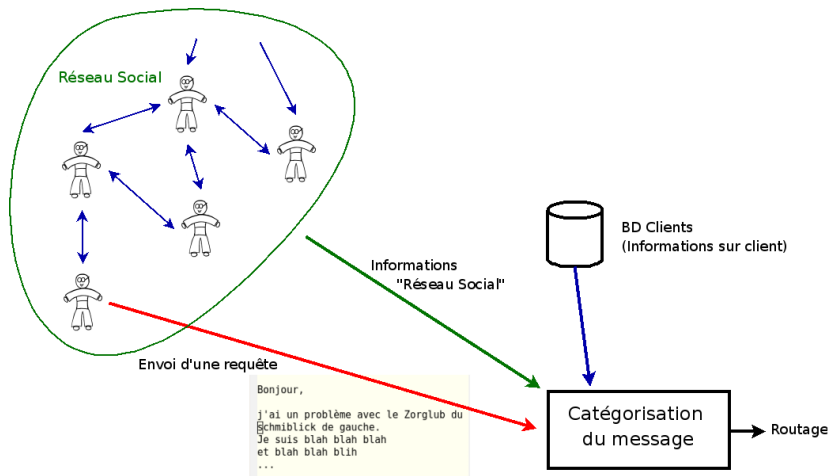 Réseau Social
BD Clients
(Informations sur client)
Informations
"Réseau Social"
Envoi d'une requête
Bonjour,
j'ai un problème avec le Zorglub du
schmiblick de gauche.
Je suis blah blah blah
et blah blah blih
...
Catégorisation
du message
Routage